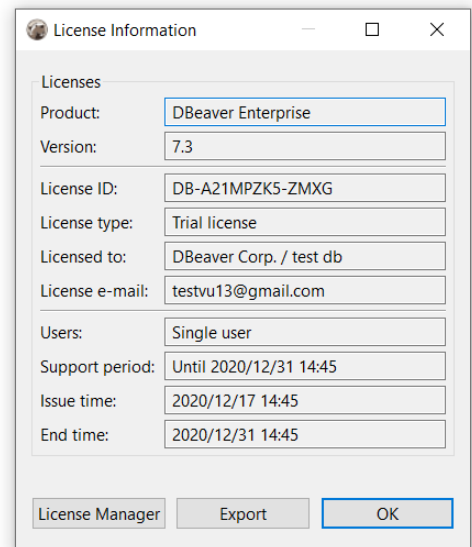 License Information
Licenses
Product: DBeaver Enterprise
Version: 7.3
License ID: DB-A21MPZK5-ZMXG
License type: Trial license
Licensed to: DBeaver Corp. / test db
License e-mail: testvu13@gmail.com
Users: Single user
Support period: Until 2020/12/31 14:45
Issue time: 2020/12/17 14:45
End time: 2020/12/31 14:45
License Manager Export OK